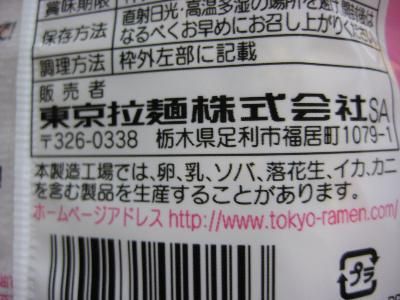 賞味期限
保存方法 直射日光・高温多湿の場所を避け
なるべくお早めにお召し上がりください
調理方法 枠外左部に記載
販売者
東京拉麺株式会社SA
〒326-0338 栃木県足利市福居町1079-1
本製造工場では、卵、乳、ソバ、落花生、イカ、カニ
を含む製品を生産することがあります。
ホームページアドレス http://www.tokyo-ramen.com/
プラ